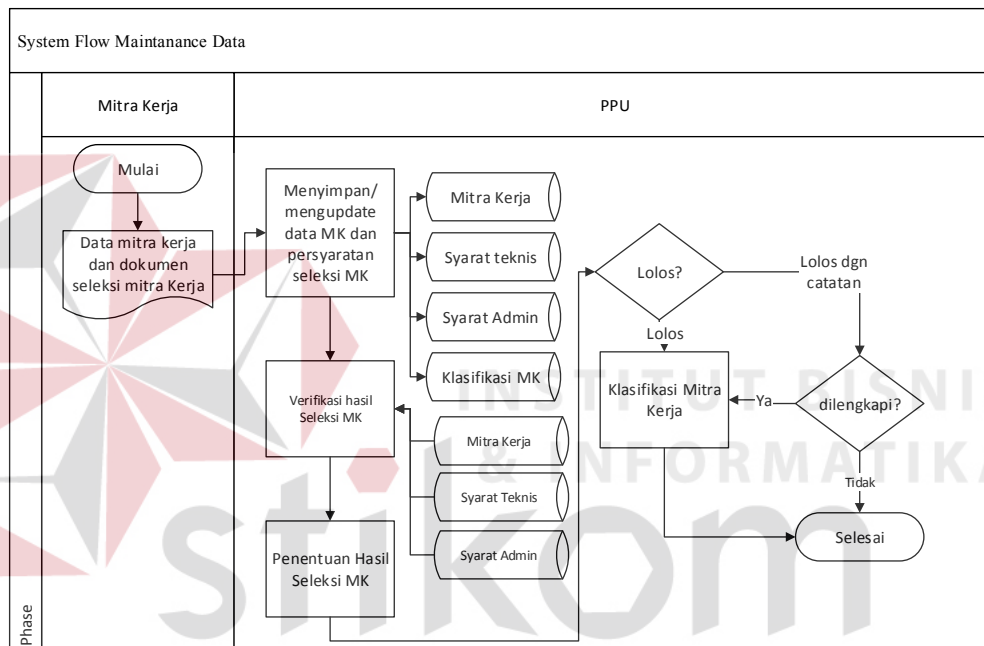 System Flow Maintanance Data
Mitra Kerja
PPU
Phase
Mulai
Data mitra kerja
dan dokumen
seleksi mitra Kerja
Menyimpan/
mengupdate
data MK dan
persyaratan
seleksi MK
Mitra Kerja
Syarat teknis
Syarat Admin
Klasifikasi MK
Verifikasi hasil
Seleksi MK
Mitra Kerja
Syarat Teknis
Syarat Admin
Penentuan Hasil
Seleksi MK
Lolos?
Lolos dgn
catatan
Lolos
Klasifikasi Mitra
Kerja
Ya
dilengkapi?
Tidak
Selesai
INSTITUT BISNI
& INFORMATIKA
stikom